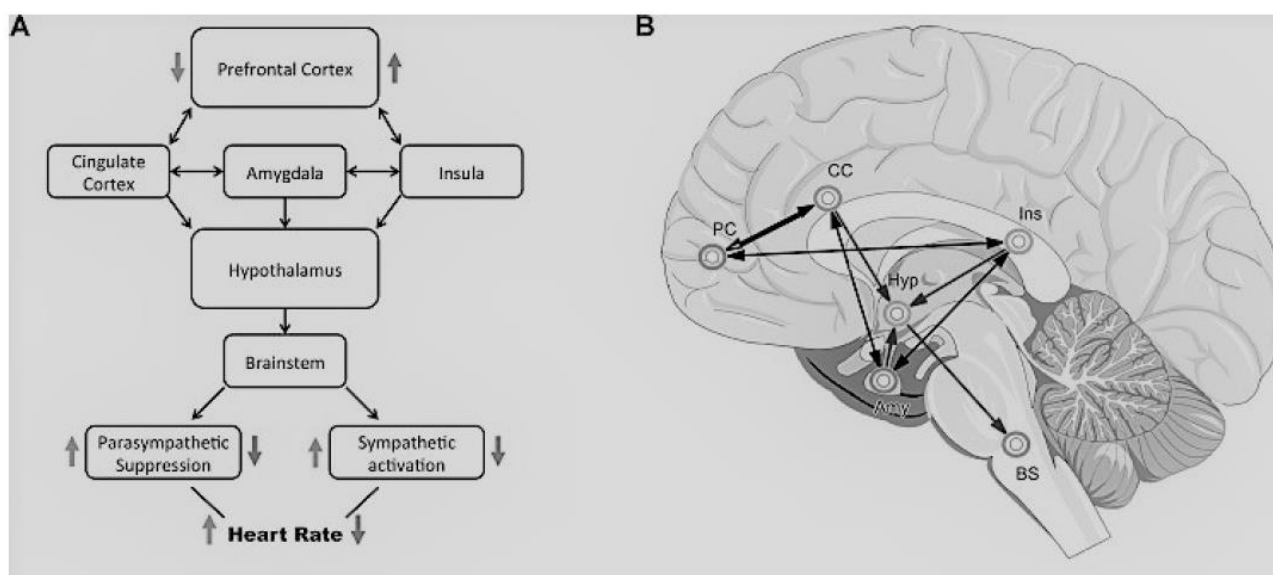 A
Prefrontal Cortex
Cingulate
Cortex
Amygdala
Insula
Hypothalamus
Brainstem
Parasympathetic
Suppression
Sympathetic
activation
Heart Rate
B
CC
PC
Ins
Hyp
Amy
BS